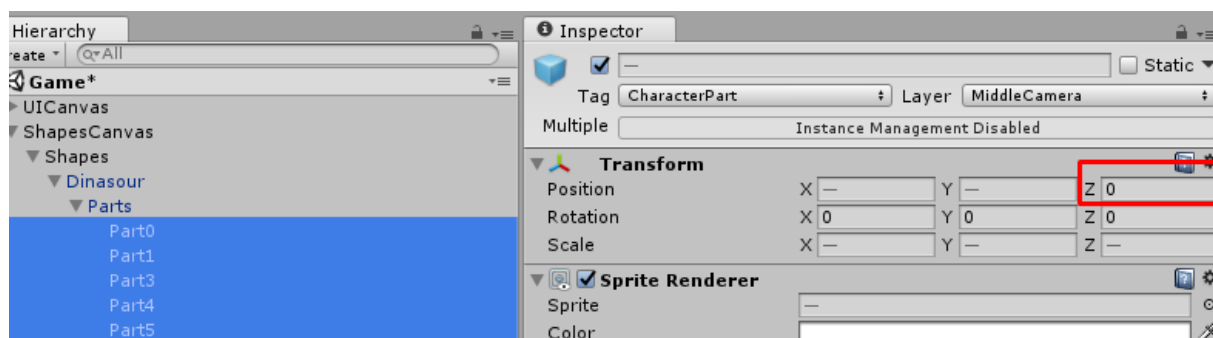 Hierarchy
reate
All
Game*
UICanvas
ShapesCanvas
Shapes
Dinasour
Parts
Part0
Part1
Part3
Part4
Part5
Inspector
— Static
Tag CharacterPart Layer MiddleCamera
Multiple Instance Management Disabled
Transform
Position X — Y — Z 0
Rotation X 0 Y 0 Z 0
Scale X — Y — Z —
Sprite Renderer
Sprite —
Color